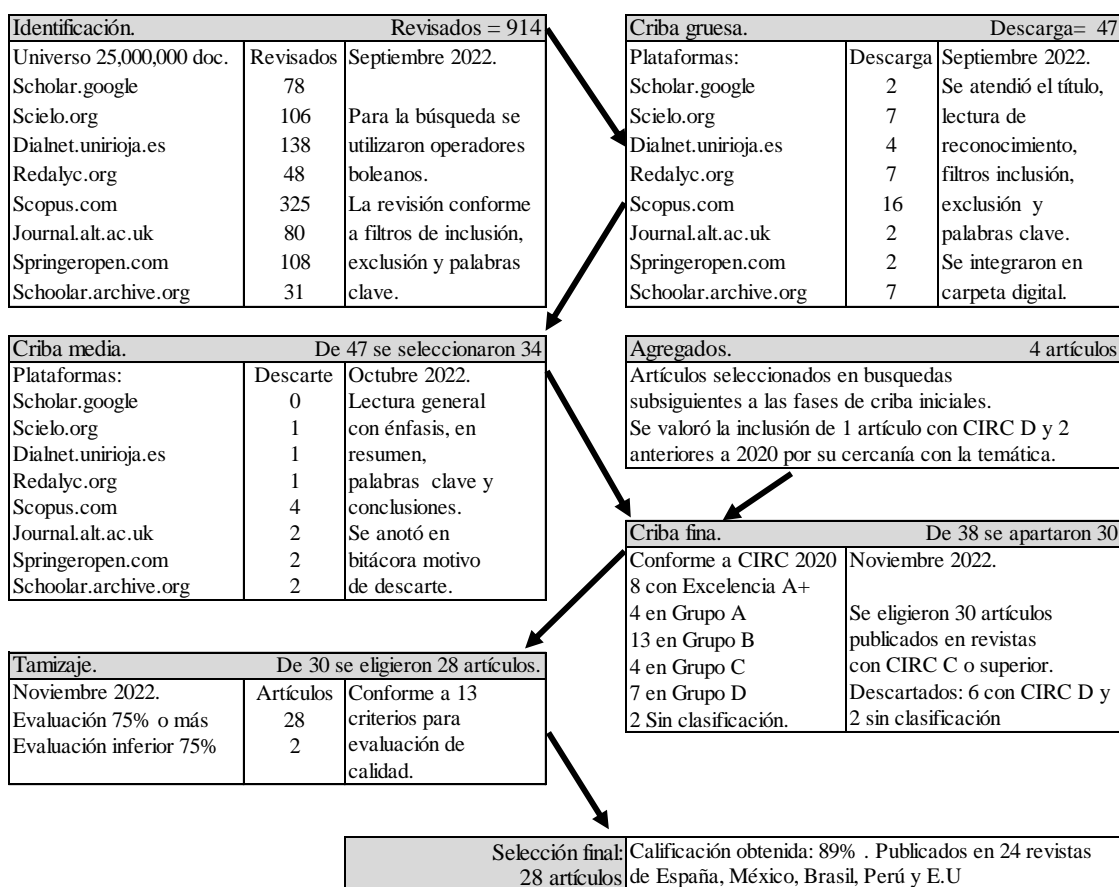 Identificación. Revisados = 914
Universo 25,000,000 doc. Revisados Septiembre 2022.
Scholar.google 78
Scielo.org 106 Para la búsqueda se
Dialnet.unirioja.es 138 utilizaron operadores
Redalyc.org 48 boleanos.
Scopus.com 325 La revisión conforme
Journal.alt.ac.uk 80 a filtros de inclusión,
Springeropen.com 108 exclusión y palabras
Schoolar.archive.org 31 clave.
Criba gruesa. Descarga= 47
Plataformas: Descarga Septiembre 2022.
Scholar.google 2 Se atendió el título,
Scielo.org 7 lectura de
Dialnet.unirioja.es 4 reconocimiento,
Redalyc.org 7 filtros inclusión,
Scopus.com 16 exclusión y
Journal.alt.ac.uk 2 palabras clave.
Springeropen.com 2 Se integraron en
Schoolar.archive.org 7 carpeta digital.
Criba media. De 47 se seleccionaron 34
Plataformas: Descarte Octubre 2022.
Scholar.google 0 Lectura general
Scielo.org 1 con énfasis, en
Dialnet.unirioja.es 1 resumen,
Redalyc.org 1 palabras clave y
Scopus.com 4 conclusiones.
Journal.alt.ac.uk 2 Se anotó en
Springeropen.com 2 bitácora motivo
Schoolar.archive.org 2 de descarte.
Agregados. 4 artículos
Artículos seleccionados en busquedas
subsiguientes a las fases de criba iniciales.
Se valoró la inclusión de 1 artículo con CIRC D y 2
anteriores a 2020 por su cercanía con la temática.
Criba fina. De 38 se apartaron 30
Conforme a CIRC 2020 Noviembre 2022.
8 con Excelencia A+
4 en Grupo A Se eligieron 30 artículos
13 en Grupo B publicados en revistas
4 en Grupo C con CIRC C o superior.
7 en Grupo D Descartados: 6 con CIRC D y
2 Sin clasificación. 2 sin clasificación
Tamizaje. De 30 se eligieron 28 artículos.
Noviembre 2022. Artículos Conforme a 13
Evaluación 75% o más 28 criterios para
Evaluación inferior 75% 2 evaluación de
calidad.
Selección final: Calificación obtenida: 89% . Publicados en 24 revistas
28 artículos de España, México, Brasil, Perú y E.U